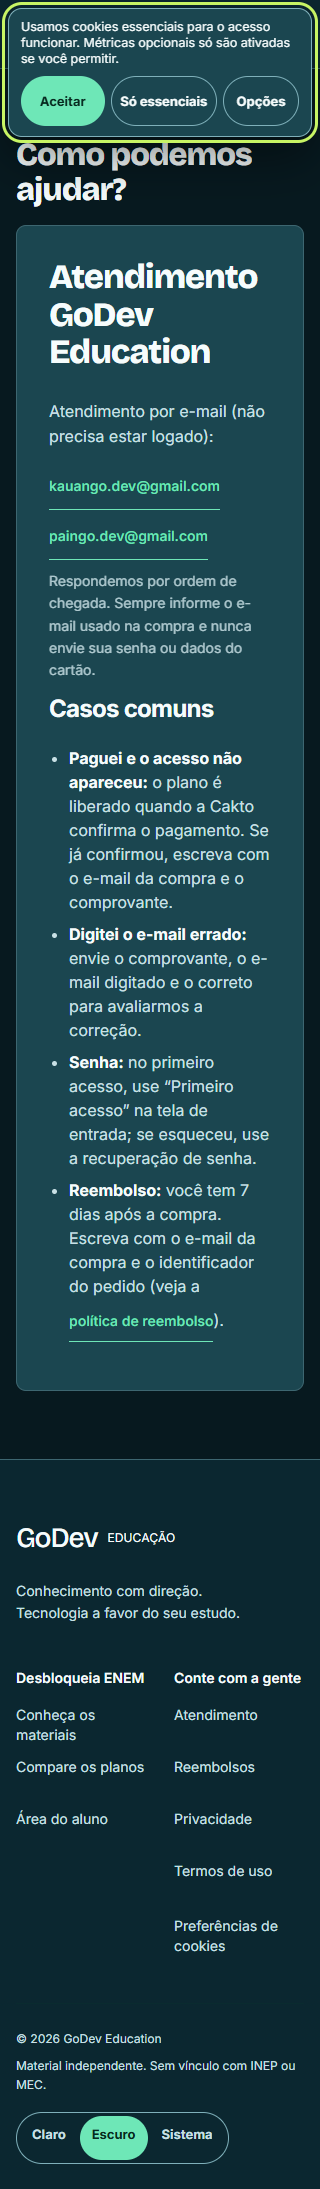 Usamos cookies essenciais para o acesso
funcionar. Métricas opcionais só são ativadas
se você permitir.
Aceitar
Só essenciais
Opções
Como podemos
ajudar?
Atendimento
GoDev
Education
Atendimento por e-mail (não
precisa estar logado):
kauango.dev@gmail.com
paingo.dev@gmail.com
Respondemos por ordem de
chegada. Sempre informe o e-
mail usado na compra e nunca
envie sua senha ou dados do
cartão.
Casos comuns
• Paguei e o acesso não
apareceu: o plano é
liberado quando a Cakto
confirma o pagamento. Se
já confirmou, escreva com
o e-mail da compra e o
comprovante.
• Digitei o e-mail errado:
envie o comprovante, o e-
mail digitado e o correto
para avaliarmos a
correção.
• Senha: no primeiro
acesso, use “Primeiro
acesso” na tela de
entrada; se esqueceu, use
a recuperação de senha.
• Reembolso: você tem 7
dias após a compra.
Escreva com o e-mail da
compra e o identificador
do pedido (veja a
política de reembolso).
GoDev EDUCAÇÃO
Conhecimento com direção.
Tecnologia a favor do seu estudo.
Desbloqueia ENEM
Conheça os
materiais
Compare os planos
Área do aluno
Conte com a gente
Atendimento
Reembolsos
Privacidade
Termos de uso
Preferências de
cookies
© 2026 GoDev Education
Material independente. Sem vínculo com INEP ou
MEC.
Claro
Escuro
Sistema